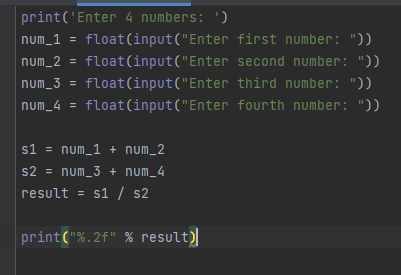 print('Enter 4 numbers: ')
num_1 = float(input("Enter first number: "))
num_2 = float(input("Enter second number: "))
num_3 = float(input("Enter third number: "))
num_4 = float(input("Enter fourth number: "))
s1 = num_1 + num_2
s2 = num_3 + num_4
result = s1 / s2
print("%.2f" % result)